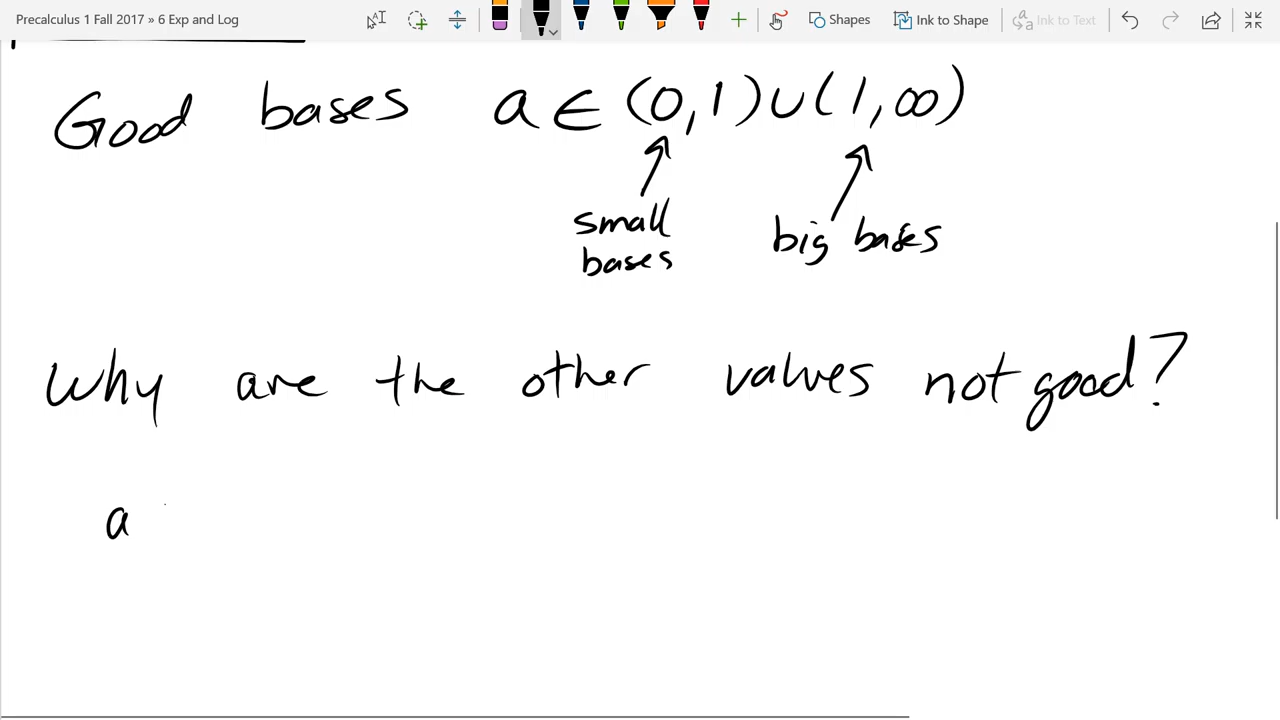 Precalculus 1 Fall 2017 » 6 Exp and Log
Shapes
Ink to Shape
Ink to Text
Good bases a ∈ (0,1)∪(1,∞)
small bases
big bases
Why are the other values not good?
a